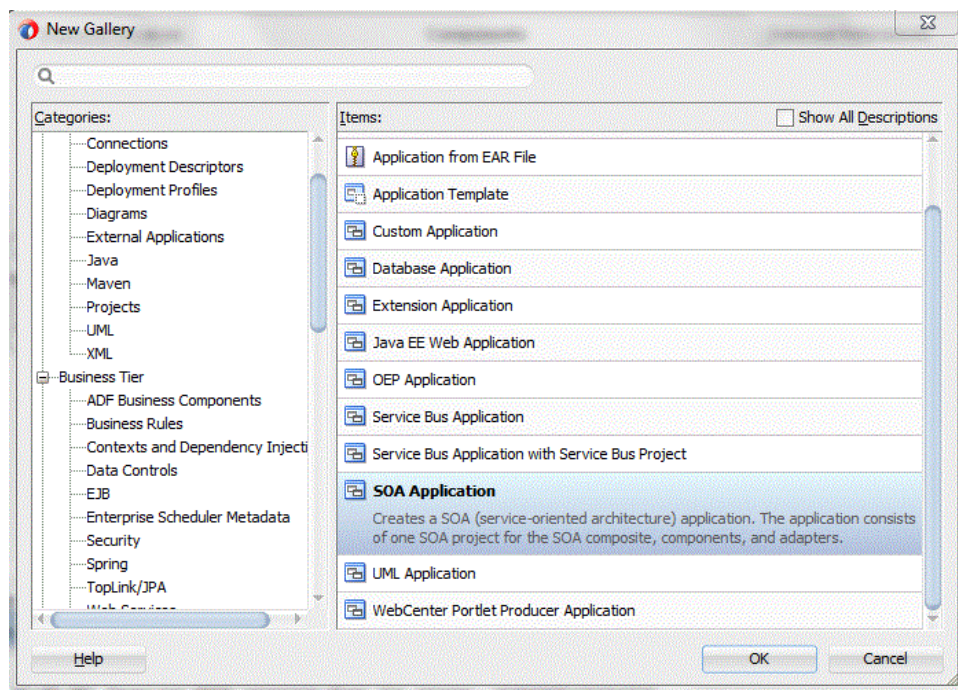 New Gallery
Categories:
Connections
Deployment Descriptors
Deployment Profiles
Diagrams
External Applications
Java
Maven
Projects
UML
XML
Business Tier
ADF Business Components
Business Rules
Contexts and Dependency Injecti
Data Controls
EJB
Enterprise Scheduler Metadata
Security
Spring
TopLink/JPA
Web Services
Items:
Show All Descriptions
Application from EAR File
Application Template
Custom Application
Database Application
Extension Application
Java EE Web Application
OEP Application
Service Bus Application
Service Bus Application with Service Bus Project
SOA Application
Creates a SOA (service-oriented architecture) application. The application consists
of one SOA project for the SOA composite, components, and adapters.
UML Application
WebCenter Portlet Producer Application
Help
OK
Cancel